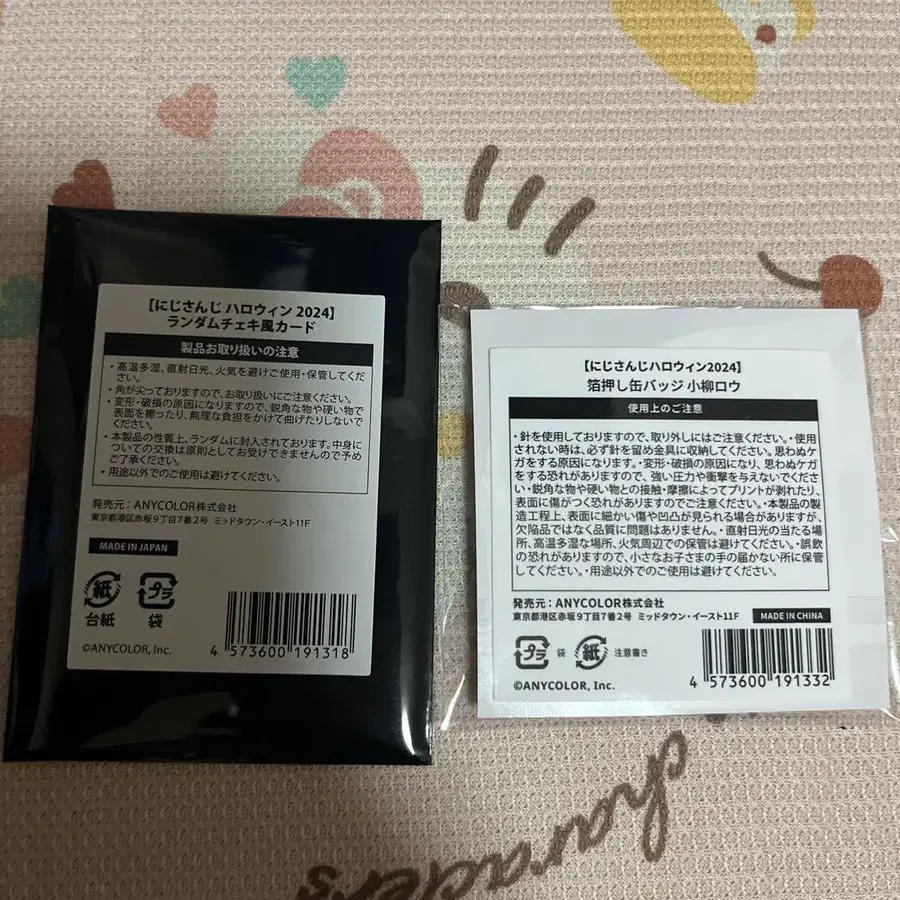 【にじさんじ ハロウィン 2024】
ランダムチェキ風カード
製品お取り扱いの注意
・高温多湿、直射日光、火気を避けご使用・保管してください。
・角が尖っておりますので、お取り扱いにご注意ください。
・変形・破損の原因になりますので、鋭角な物や硬い物で
表面を擦ったり、無理な負担をかけて曲げたりしないで
ください。
・本製品の性質上、ランダムに封入されております。中身に
ついての交換は原則としてお受けできませんので予め
ご了承ください。
・用途以外でのご使用は避けてください。
発売元：ANYCOLOR株式会社
東京都港区赤坂9丁目7番2号 ミッドタウン・イースト11F
MADE IN JAPAN
紙 プラ
台紙 袋
4 573600 191318
©ANYCOLOR, Inc.
【にじさんじハロウィン2024】
箔押し缶バッジ 小柳ロウ
使用上のご注意
・針を使用しておりますので、取り外しにはご注意ください。・使用
されない時は、必ず針を留め金具に収納してください。思わぬケ
ガをする原因になります。・変形・破損の原因になり、思わぬケガ
をする恐れがありますので、強い圧力や衝撃を与えないでくださ
い・鋭角な物や硬い物との接触・摩擦によってプリントが剥れたり、
表面に傷がつく恐れがありますのでご注意ください。・本製品の製
造工程上、表面に細かい傷や凹凸が見られる場合がありますが、
欠陥品ではなく品質に問題はありません。・直射日光の当たる場
所、高温多湿な場所、火気周辺での保管は避けてください。・誤飲
の恐れがありますので、小さなお子さまの手の届かない所に保管
してください。・用途以外でのご使用は避けてください。
発売元：ANYCOLOR株式会社
東京都港区赤坂9丁目7番2号 ミッドタウン・イースト11F
MADE IN CHINA
プラ 袋 紙 注意書き
4 573600 191332
©ANYCOLOR, Inc.
characters